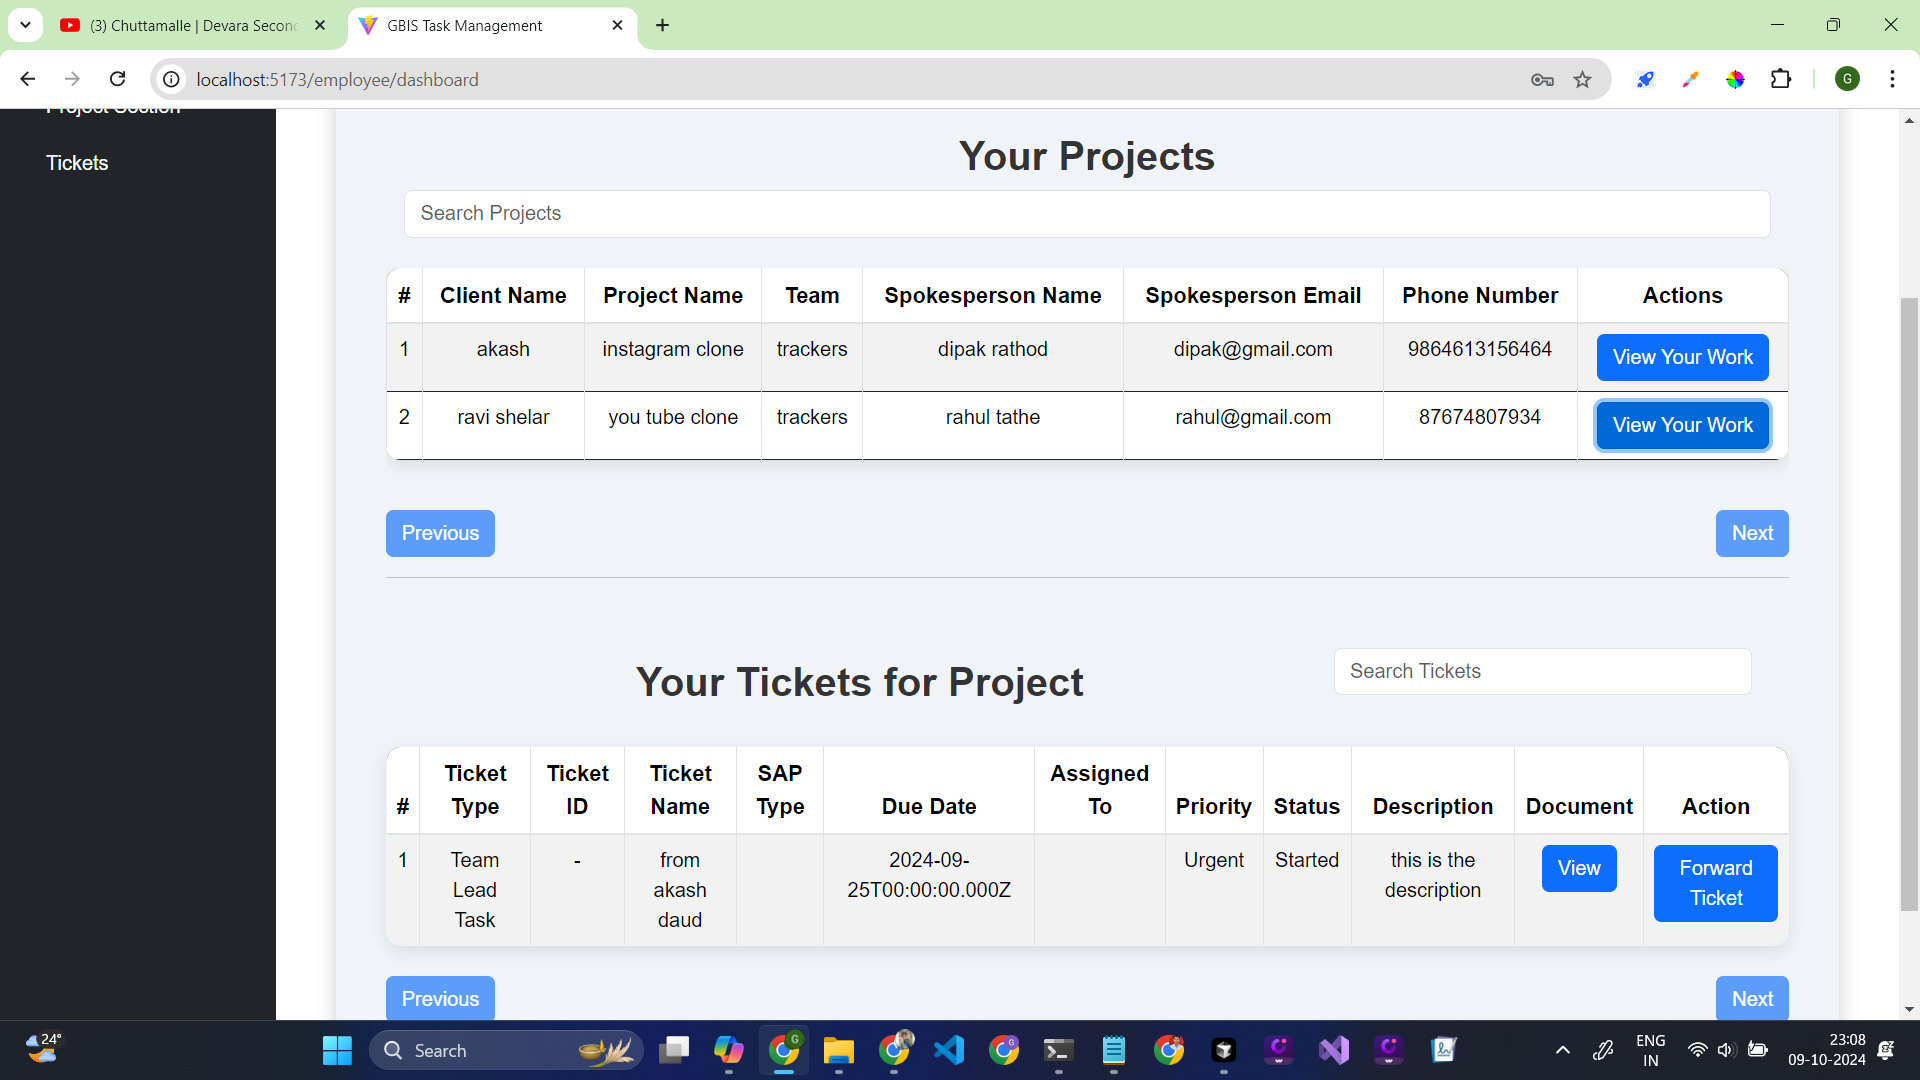 (3) Chuttamalle | Devara Secon
GBIS Task Management
localhost:5173/employee/dashboard
G
Project Section
Tickets
Your Projects
Search Projects
# Client Name Project Name Team Spokesperson Name Spokesperson Email Phone Number Actions
1 akash instagram clone trackers dipak rathod dipak@gmail.com 9864613156464 View Your Work
2 ravi shelar you tube clone trackers rahul tathe rahul@gmail.com 87674807934 View Your Work
Previous Next
Your Tickets for Project
Search Tickets
Ticket Ticket Ticket SAP Assigned
# Type ID Name Type Due Date To Priority Status Description Document Action
1 Team - from 2024-09- Urgent Started this is the View Forward
Lead akash 25T00:00:00.000Z description Ticket
Task daud
Previous Next
24°
Search
G
G
ENG
IN
23:08
09-10-2024